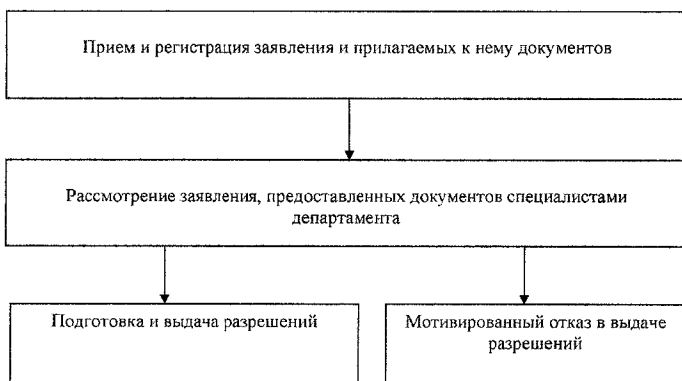 Прием и регистрация заявления и прилагаемых к нему документов
Рассмотрение заявления, предоставленных документов специалистами
департамента
Подготовка и выдача разрешений
Мотивированный отказ в выдаче
разрешений